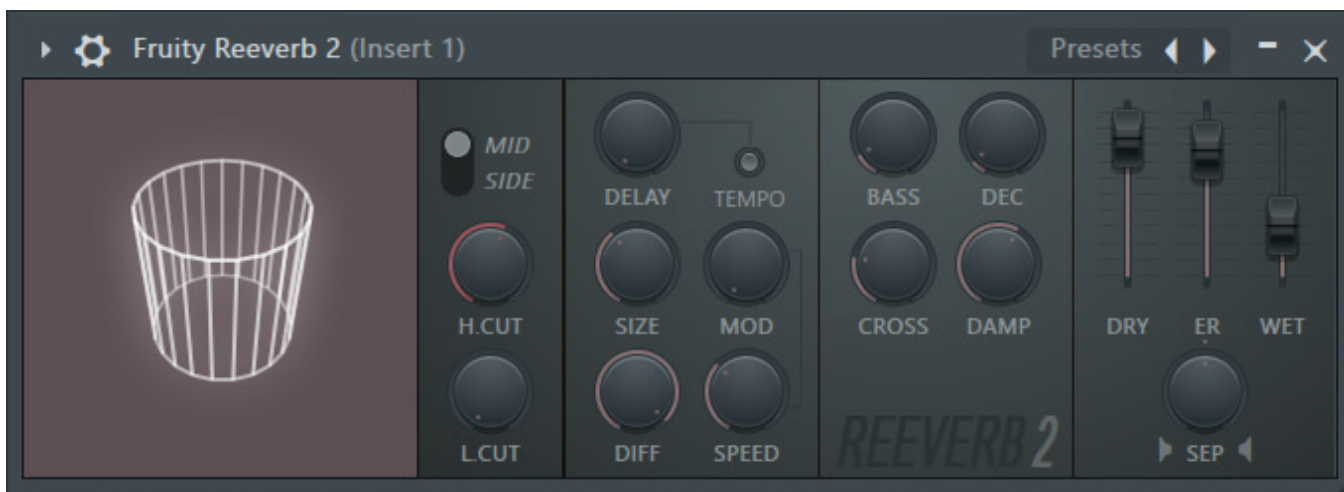 Fruity Reeverb 2 (Insert 1)
Presets
MID
SIDE
H.CUT
L.CUT
DELAY
TEMPO
SIZE
MOD
DIFF
SPEED
BASS
DEC
CROSS
DAMP
REEVERB 2
DRY
ER
WET
SEP